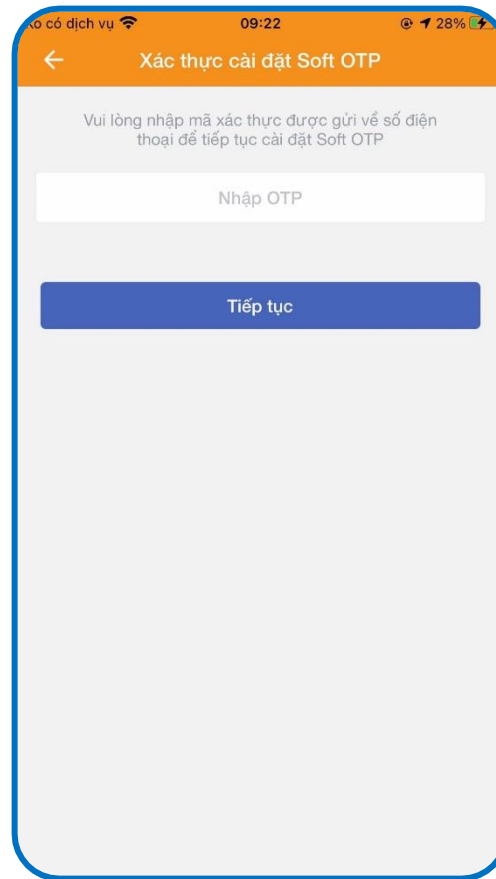 có dịch vụ 09:22 28%
Xác thực cài đặt Soft OTP
Vui lòng nhập mã xác thực được gửi về số điện
thoại để tiếp tục cài đặt Soft OTP
Nhập OTP
Tiếp tục